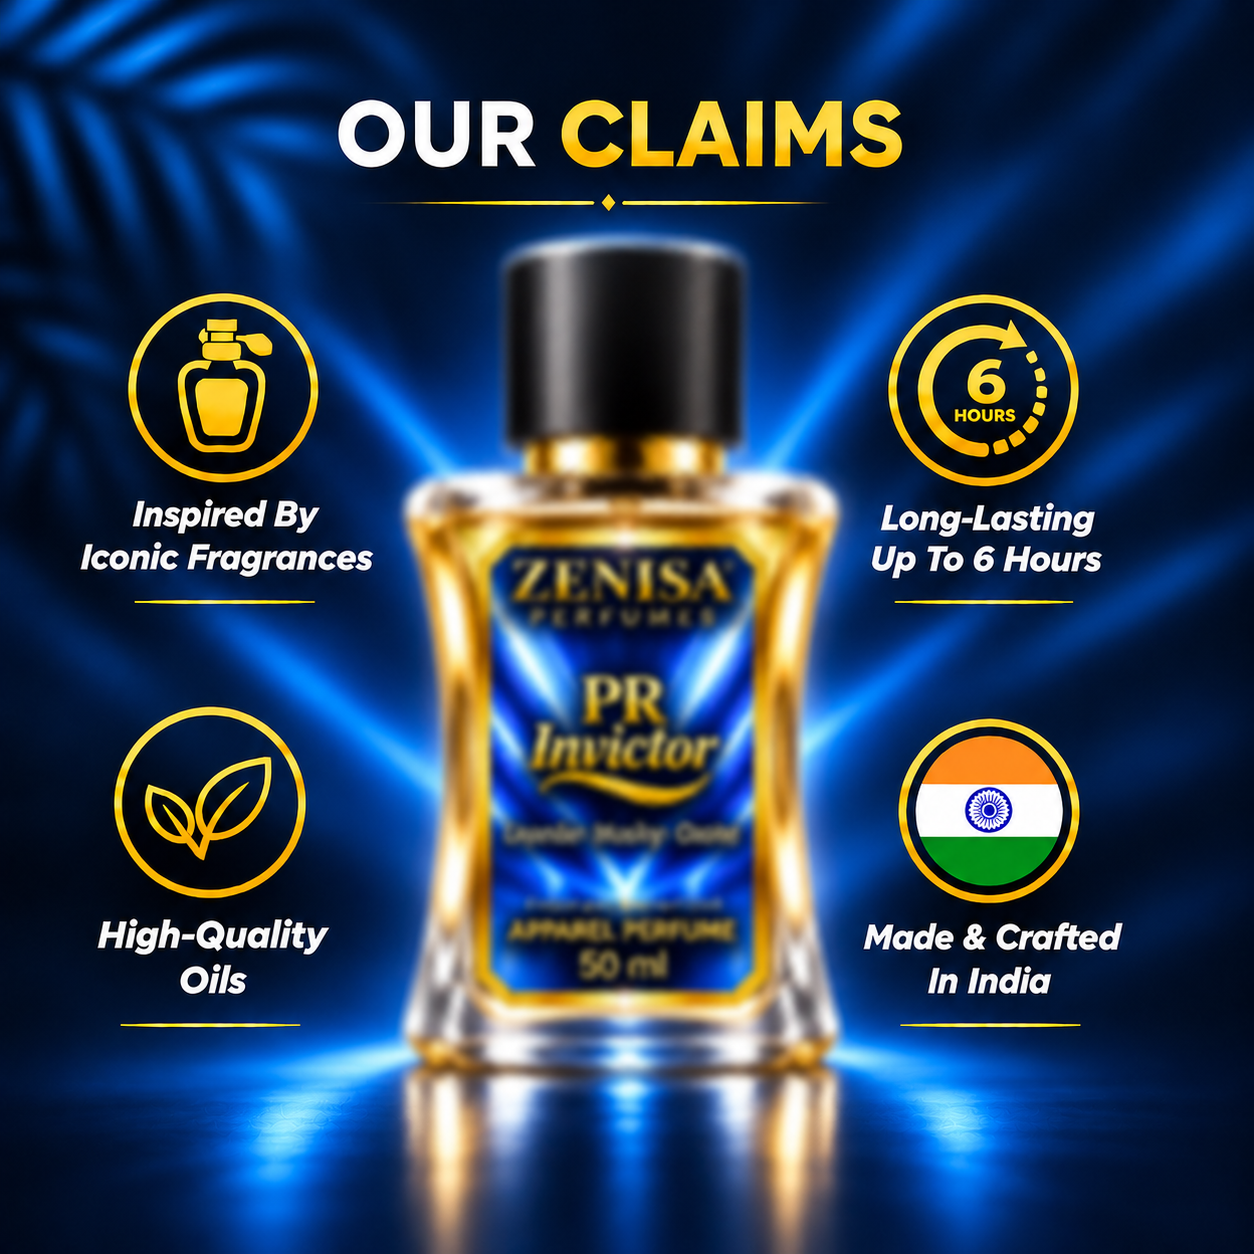 OUR CLAIMS
Inspired By
Iconic Fragrances
6
HOURS
Long-Lasting
Up To 6 Hours
ZENISA
PERFUMES
PR
Invictor
APPAREL PERFUME
50 ml
High-Quality
Oils
Made & Crafted
In India